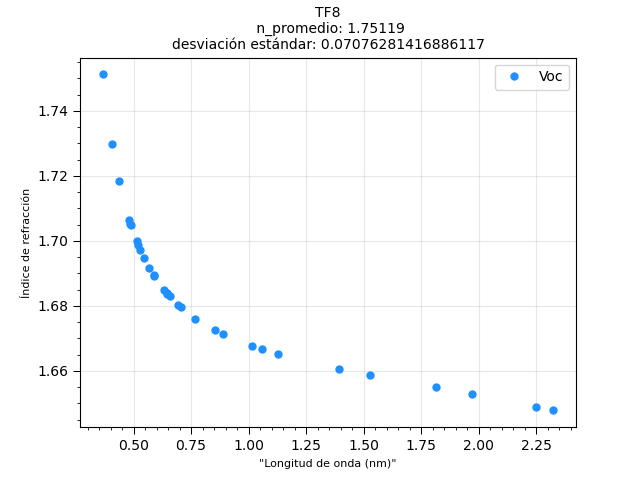 TF8
n_promedio: 1.75119
desviación estándar: 0.07076281416886117
Voc
1.74
1.72
1.70
1.68
1.66
Índice de refracción
0.50 0.75 1.00 1.25 1.50 1.75 2.00 2.25
"Longitud de onda (nm)"